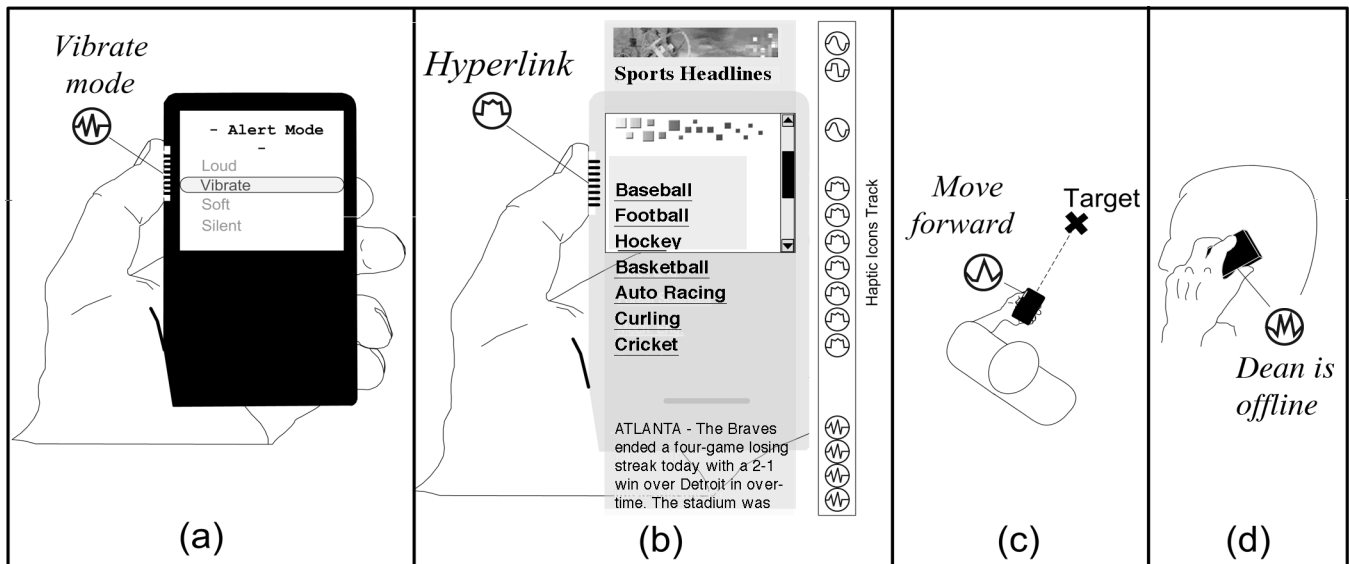 Vibrate
mode
- Alert Mode
-
Loud
Vibrate
Soft
Silent
(a)
Hyperlink
Sports Headlines
Baseball
Football
Hockey
Basketball
Auto Racing
Curling
Cricket
ATLANTA - The Braves
ended a four-game losing
streak today with a 2-1
win over Detroit in over-
time. The stadium was
Haptic Icons Track
(b)
Move
forward
Target
(c)
Dean is
offline
(d)